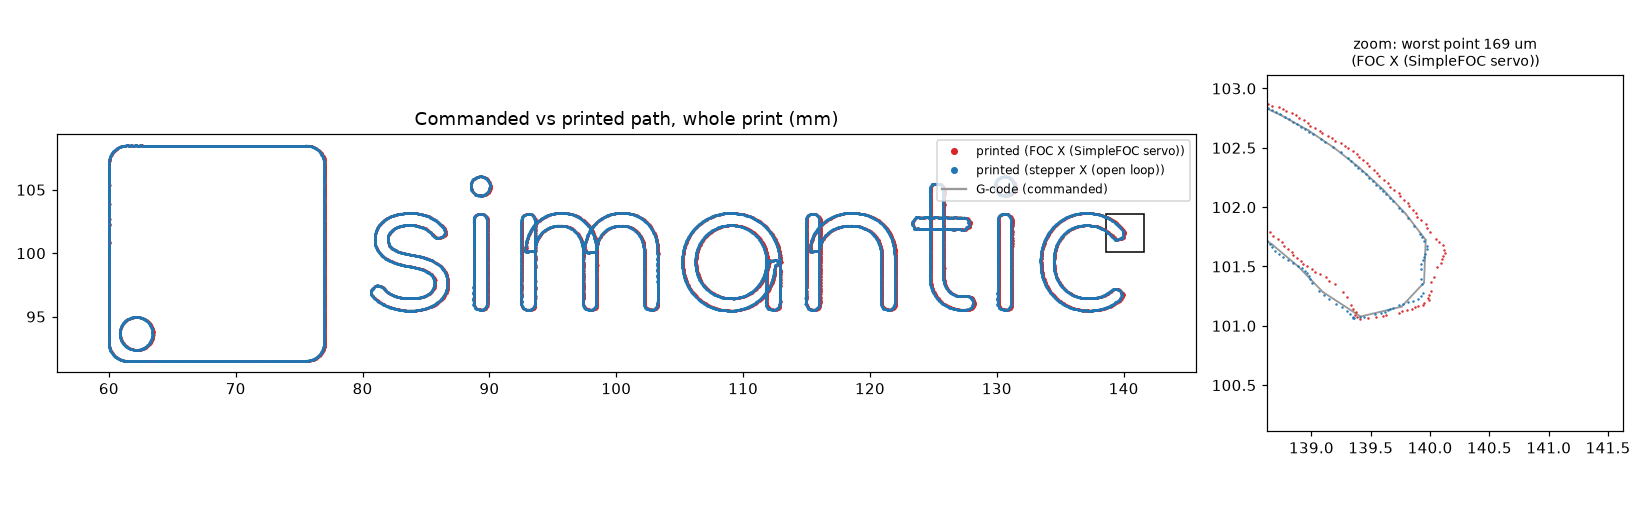 zoom: worst point 169 um
(FOC X (SimpleFOC servo))
Commanded vs printed path, whole print (mm)
printed (FOC X (SimpleFOC servo))
printed (stepper X (open loop))
G-code (commanded)
simantic
105
100
95
60 70 80 90 100 110 120 130 140
103.0
102.5
102.0
101.5
101.0
100.5
139.0 139.5 140.0 140.5 141.0 141.5